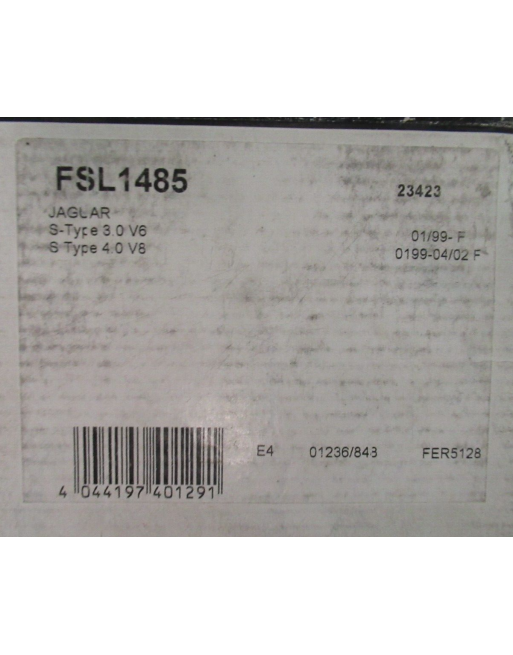 FSL1485
23423
JAGUAR
S-Type 3.0 V6 01/99- F
S Type 4.0 V8 0199-04/02 F
E4 01236/848 FER5128
4 044197 401291